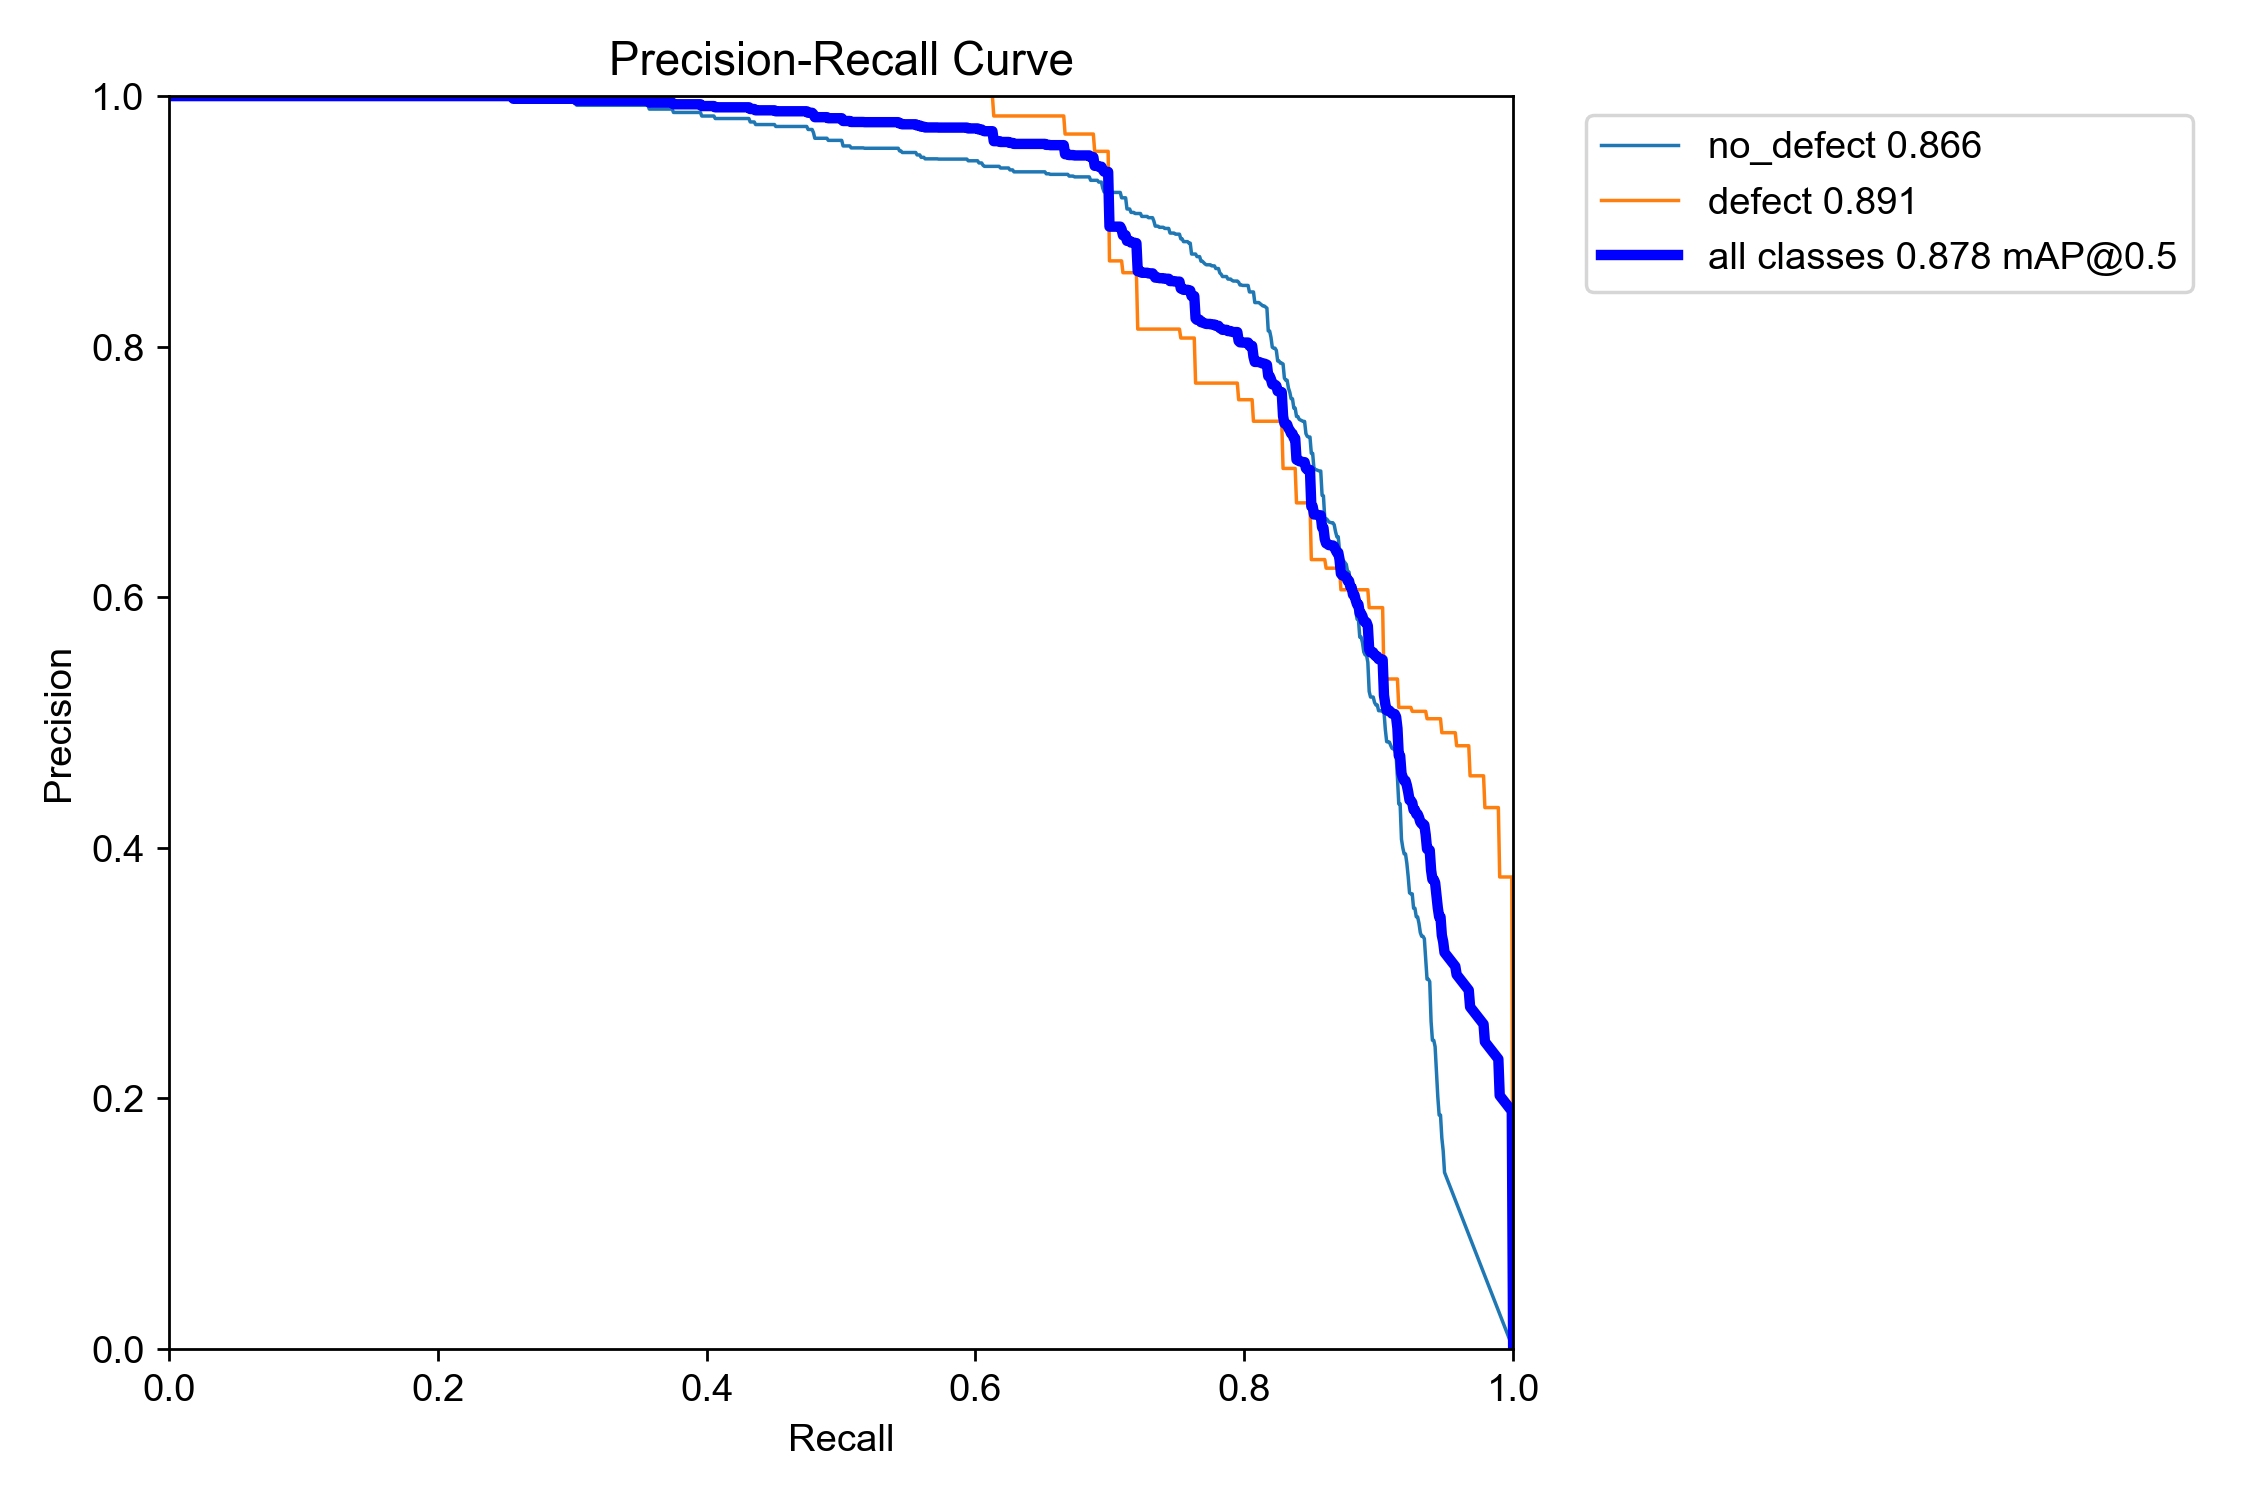 Precision-Recall Curve
1.0
0.8
0.6
0.4
0.2
0.0
Precision
0.0 0.2 0.4 0.6 0.8 1.0
Recall
no_defect 0.866
defect 0.891
all classes 0.878 mAP@0.5